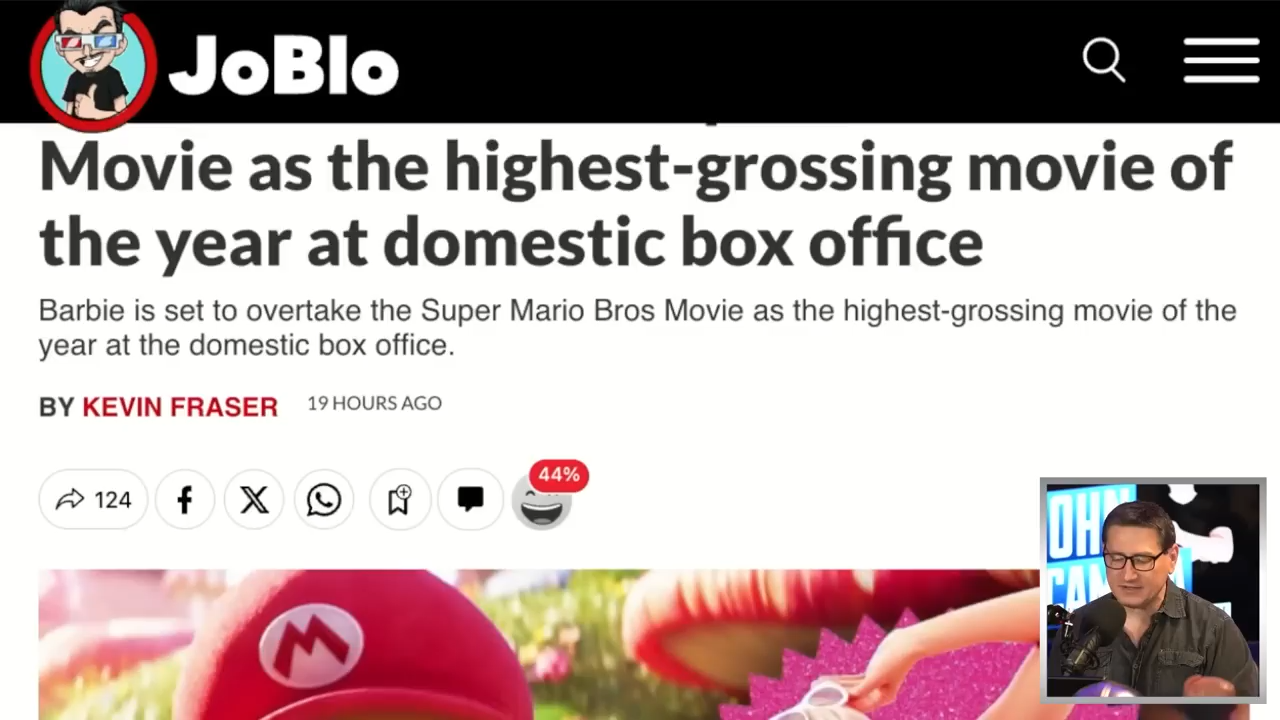 JoBlo
Movie as the highest-grossing movie of
the year at domestic box office
Barbie is set to overtake the Super Mario Bros Movie as the highest-grossing movie of the
year at the domestic box office.
BY KEVIN FRASER 19 HOURS AGO
124
44%
M
OHN
CAM